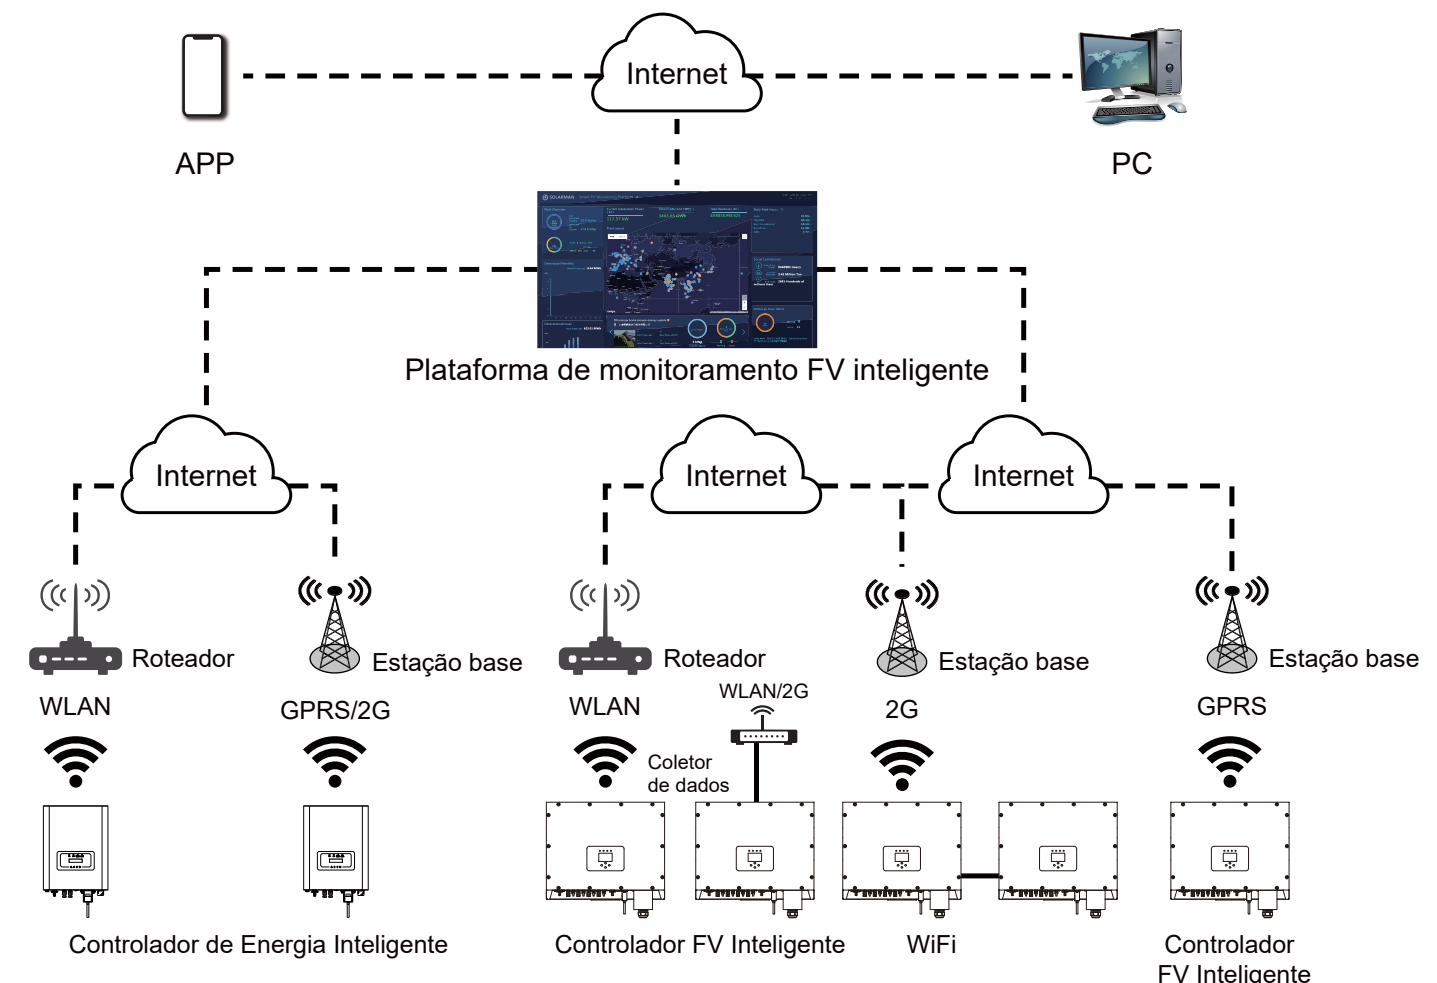 Internet
APP
PC
SOLARMAN
Plataforma de monitoramento FV inteligente
Internet
Internet
Internet
Roteador
Estação base
Roteador
Estação base
Estação base
WLAN
GPRS/2G
WLAN
WLAN/2G
2G
GPRS
Coletor
de dados
Controlador de Energia Inteligente
Controlador FV Inteligente
WiFi
Controlador
FV Inteligente